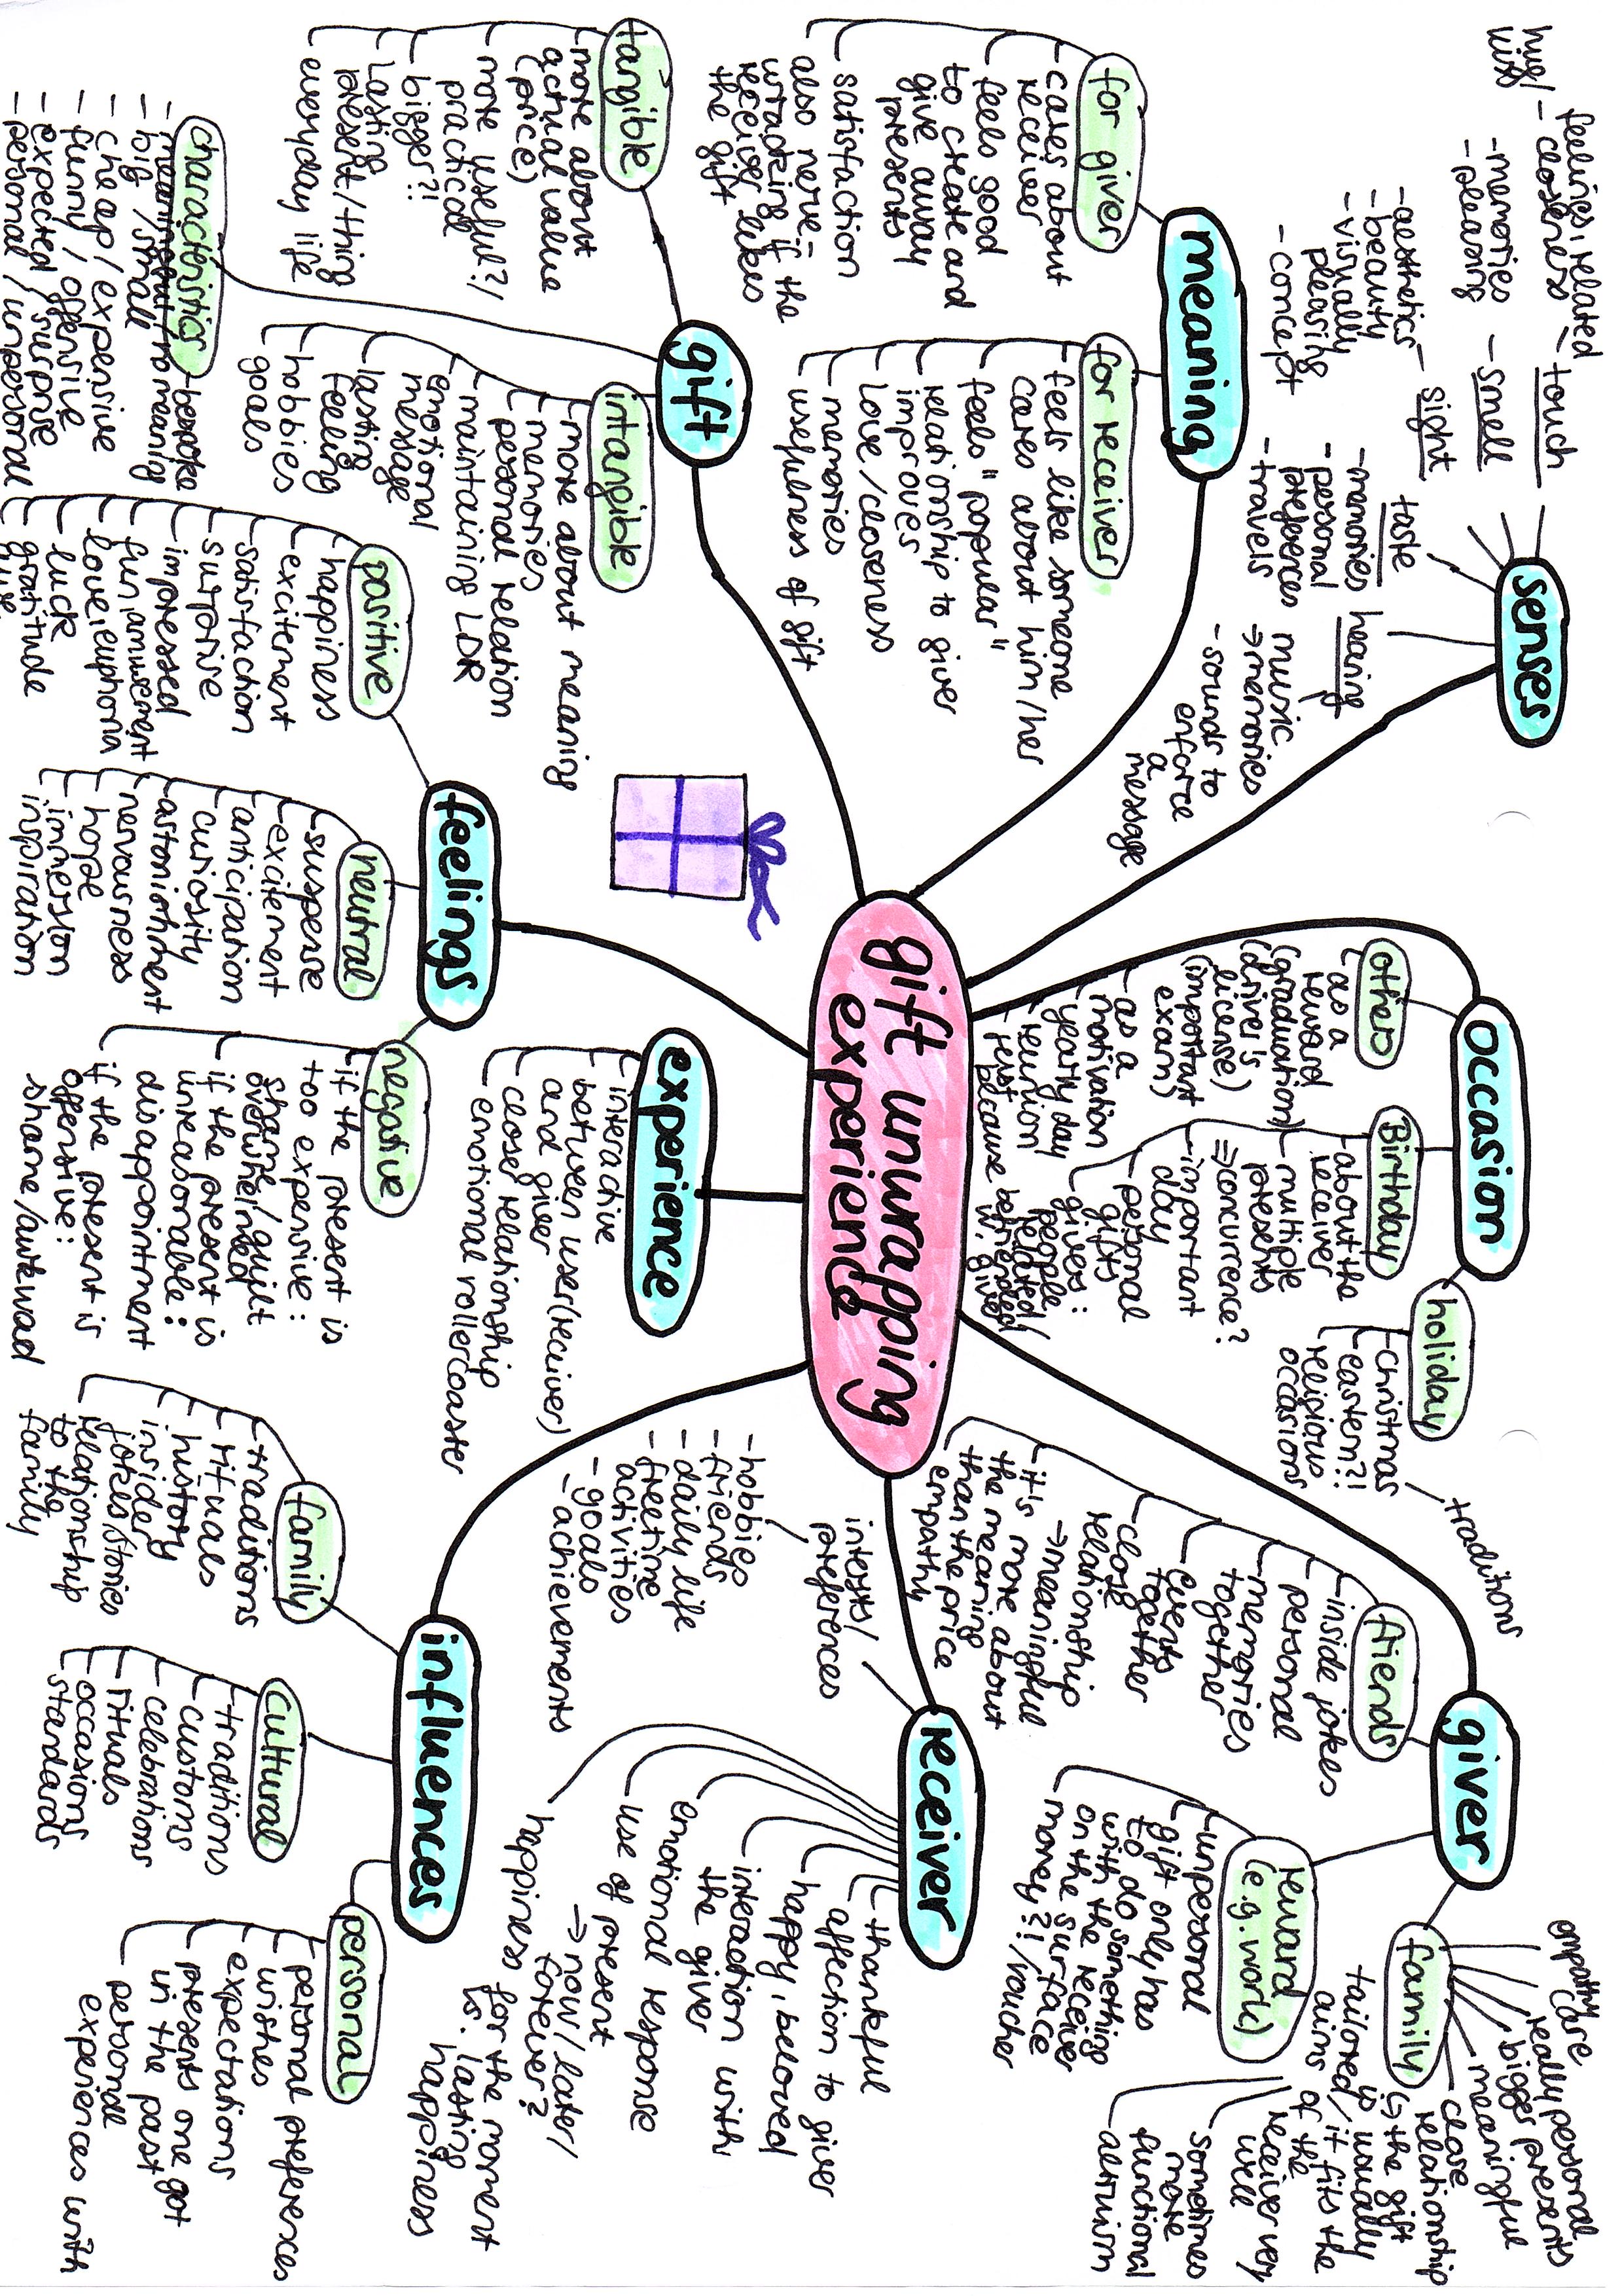 gift unwrapping
experience
senses
feelings, related - touch
hug/ - closeness
kiss
- memories - smell
- pleasing
- aesthetics - sight
- beauty
- visually
pleasing
- concept
taste
- memories
- personal
preferences
- travels
hearing
music
→ memories
- sounds to
enforce
a
message
meaning
for giver
cares about
receiver
feels good
to create and
give away
presents
satisfaction
also nerve-
wracking if the
receiver likes
the gift
for receiver
feels like someone
cares about him/her
feels "popular"
relationship to giver
improves
love/closeness
memories
usefulness of gift
gift
tangible
more about
actual value
(price)
more useful?/
practical
bigger?!
lasting
present/thing
everyday life
intangible
more about meaning
memories
personal relation
maintaining LDR
emotional
message
lasting
feeling
hobbies
goals
characteristics
- bespoke
- big/small
- cheap/expensive
- funny/offensive
- expected/surprise
- personal/unpersonal
feelings
positive
happiness
excitement
satisfaction
surprise
impressed
fun, amusement
love, euphoria
luck
gratitude
neutral
suspense
excitement
anticipation
curiosity
astonishment
nervousness
hope
immersion
inspiration
negative
if the present is
too expensive:
shame/guilt
overwhelmed
if the present is
unreasonable:
disappointment
if the present is
offensive:
shame/awkward
experience
interactive
between user(receiver)
and giver
closer relationship
emotional rollercoaster
occasion
others
as a
reward
(graduation)
(driver's
license)
(important
exam)
as a
motivation
yearly day
reunion
just
because
Birthday
about the
receiver
multiple
presents
⇒ concurrence?
important
day
personal
gifts
givers:
people
related/
befriended
w. giver
holiday
Christmas
eastern?!
religious
occasions
traditions
giver
friends
inside jokes
personal
memories
together
events
together
close
relationship
→ meaningful
it is more about
the meaning
than the price
empathy
reward
(e.g. work)
unpersonal
gift only has
to do something
with the receiver
on the surface
money?!/voucher
family
empathy
care
really personal
bigger presents
meaningful
close
relationship
↳ the gift
is usually
tailored/it fits the
aims of the
receiver very
well
sometimes
more
functional
altruism
receiver
interests/
preferences
- hobbies
- friends
- daily life
- freetime
activities
- goals
- achievements
thankful
affection to giver
happy, beloved
interaction with
the giver
emotional response
use of present
→ now/later/
forever?
happiness for the moment
vs. lasting
happiness
influences
family
traditions
rituals
history
insider
jokes/stories
relationship
to the
family
cultural
traditions
customs
celebrations
rituals
occasions
standards
personal
personal preferences
wishes
expectations
presents one got
in the past
personal
experiences with